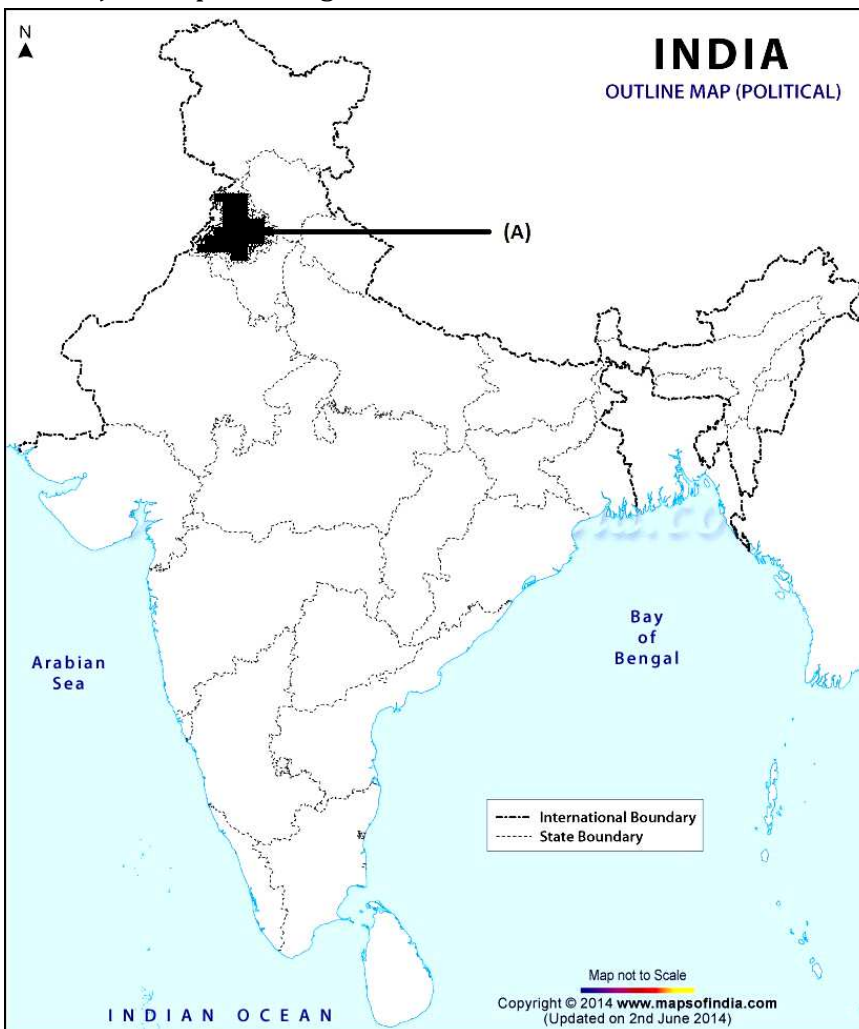 N
INDIA
OUTLINE MAP (POLITICAL)
(A)
Arabian
Sea
Bay
of
Bengal
International Boundary
State Boundary
Map not to Scale
Copyright © 2014 www.mapsofindia.com
(Updated on 2nd June 2014)
INDIAN OCEAN